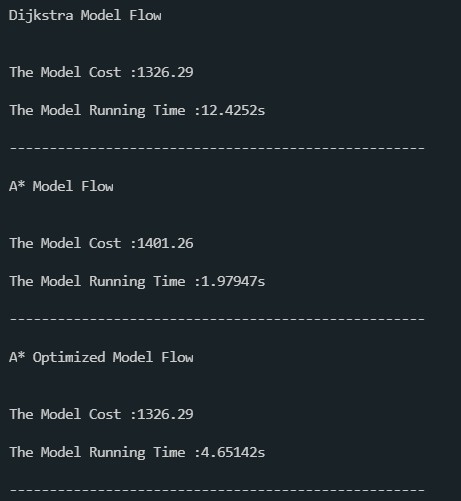 Dijkstra Model Flow
The Model Cost :1326.29
The Model Running Time :12.4252s
----------------------------------------------------
A* Model Flow
The Model Cost :1401.26
The Model Running Time :1.97947s
----------------------------------------------------
A* Optimized Model Flow
The Model Cost :1326.29
The Model Running Time :4.65142s
----------------------------------------------------